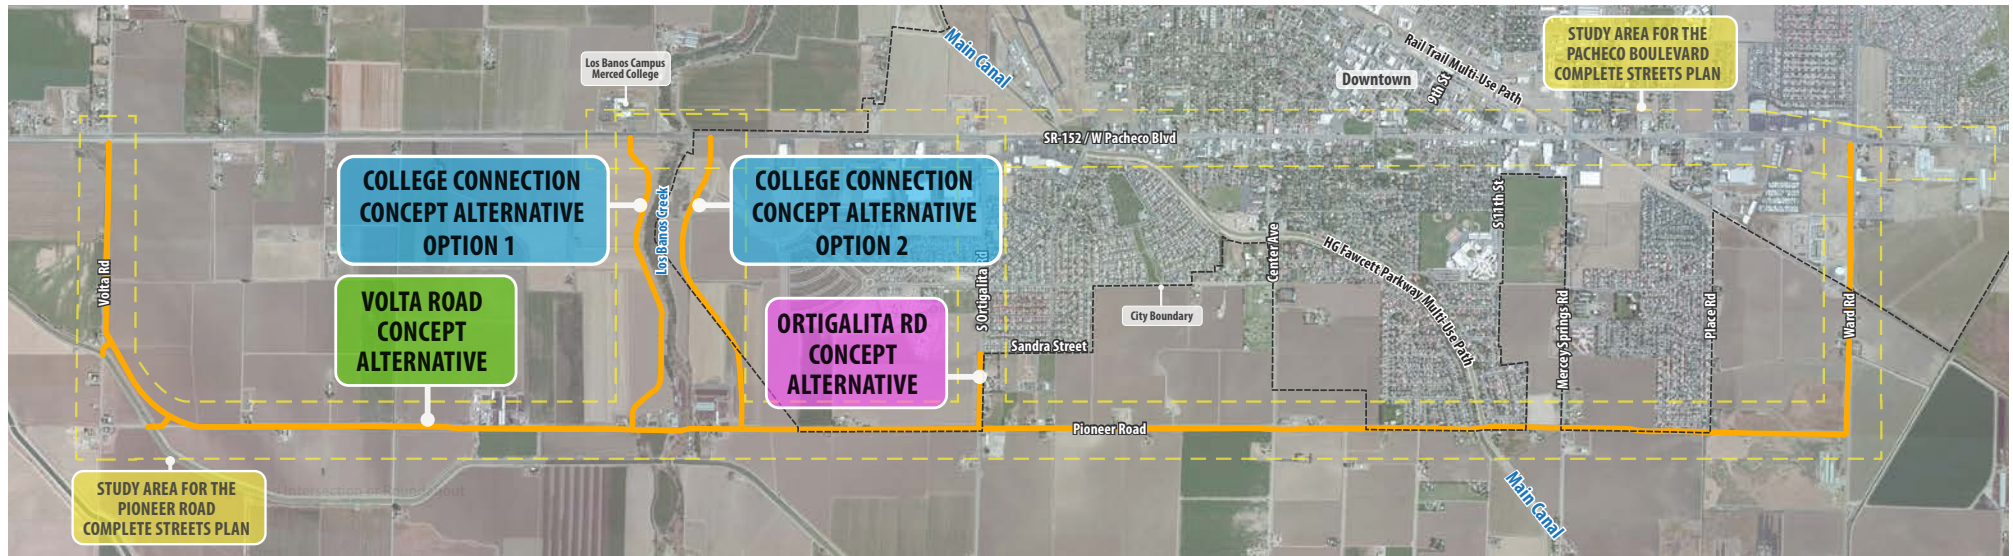 Main Canal
STUDY AREA FOR THE
PACHECO BOULEVARD
COMPLETE STREETS PLAN
Rail Trail Multi-Use Path
Los Banos Campus
Merced College
Downtown
9th St
SR-152 / W Pacheco Blvd
COLLEGE CONNECTION
CONCEPT ALTERNATIVE
OPTION 1
COLLEGE CONNECTION
CONCEPT ALTERNATIVE
OPTION 2
Los Banos Creek
S 11th St
Volta Rd
S Ortigalita Rd
Center Ave
HG Fawcett Parkway Multi-Use Path
Mercey Springs Rd
Place Rd
Ward Rd
VOLTA ROAD
CONCEPT
ALTERNATIVE
City Boundary
ORTIGALITA RD
CONCEPT
ALTERNATIVE
Sandra Street
Pioneer Road
STUDY AREA FOR THE
PIONEER ROAD
COMPLETE STREETS PLAN
Intersection or Roundabout
Main Canal